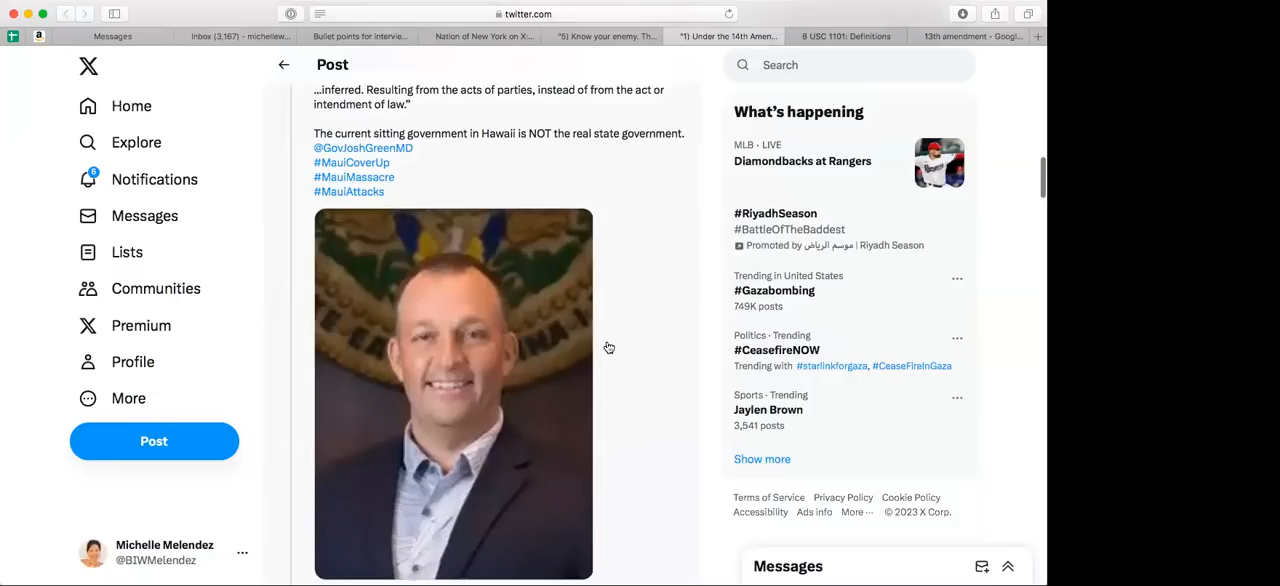 twitter.com
Messages
Inbox (3,167) - michellew...
Bullet points for intervie...
Nation of New York on X:...
"5) Know your enemy. Th...
"1) Under the 14th Amen...
8 USC 1101: Definitions
13th amendment - Googl...
Home
Explore
6
Notifications
Messages
Lists
Communities
Premium
Profile
More
Post
Michelle Melendez
@BIWMelendez
Post
...inferred. Resulting from the acts of parties, instead of from the act or
intendment of law."
The current sitting government in Hawaii is NOT the real state government.
@GovJoshGreenMD
#MauiCoverUp
#MauiMassacre
#MauiAttacks
Search
What's happening
MLB · LIVE
Diamondbacks at Rangers
#RiyadhSeason
#BattleOfTheBaddest
Promoted by موسم الرياض | Riyadh Season
Trending in United States
#Gazabombing
749K posts
Politics · Trending
#CeasefireNOW
Trending with #starlinkforgaza, #CeaseFireInGaza
Sports · Trending
Jaylen Brown
3,541 posts
Show more
Terms of Service Privacy Policy Cookie Policy
Accessibility Ads info More ... © 2023 X Corp.
Messages